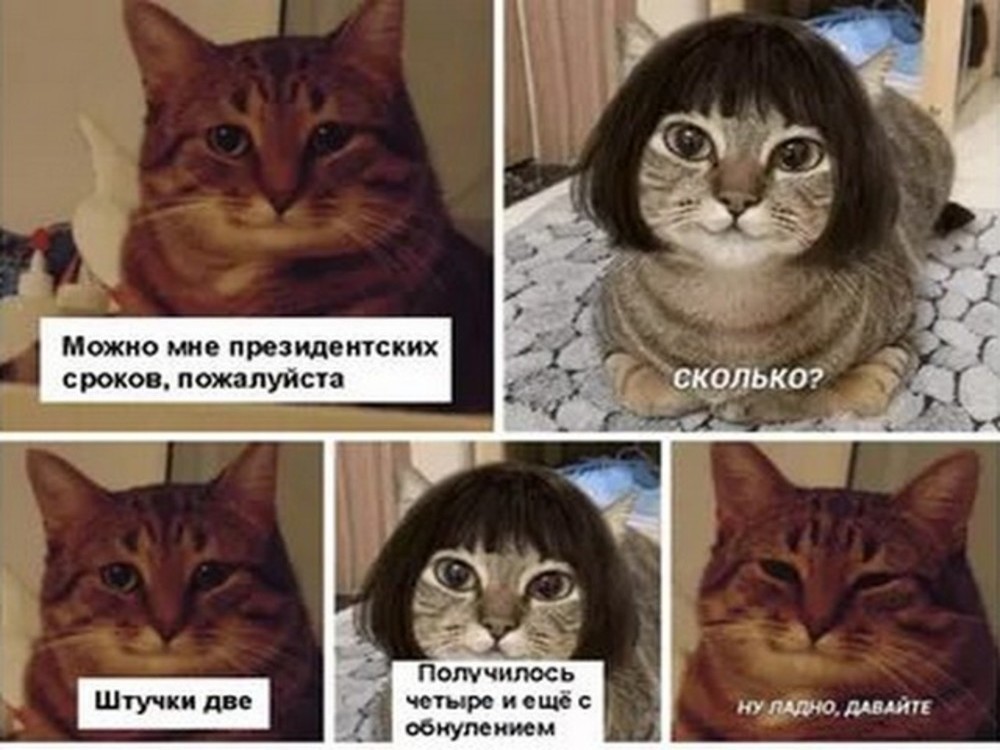 Можно мне президентских
сроков, пожалуйста
СКОЛЬКО?
Штучки две
Получилось
четыре и ещё с
обнулением
НУ ЛАДНО, ДАВАЙТЕ